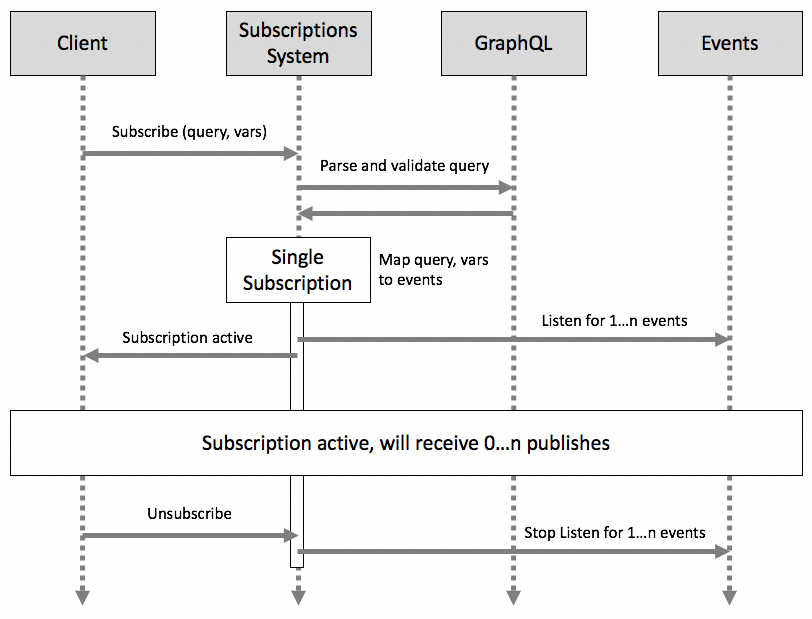 Client
Subscriptions
System
GraphQL
Events
Subscribe (query, vars)
Parse and validate query
Single
Subscription
Map query, vars
to events
Listen for 1...n events
Subscription active
Subscription active, will receive 0...n publishes
Unsubscribe
Stop Listen for 1...n events